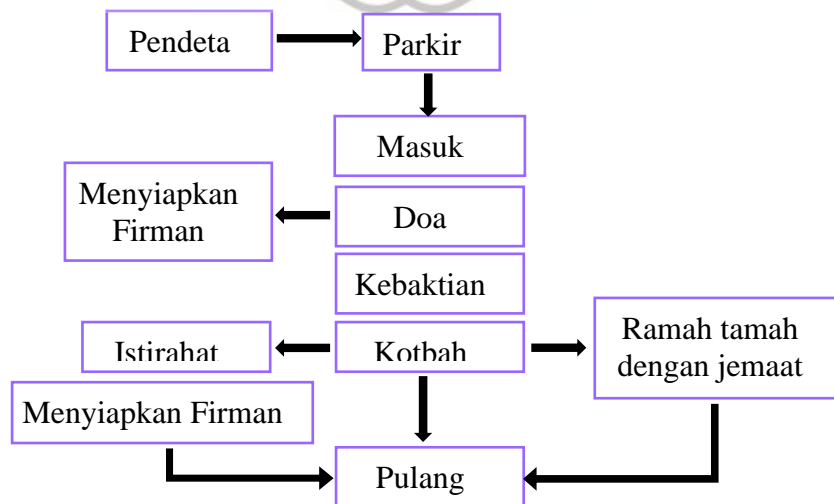 Pendeta
Parkir
Masuk
Menyiapkan
Firman
Doa
Kebaktian
Istirahat
Kotbah
Ramah tamah
dengan jemaat
Menyiapkan Firman
Pulang